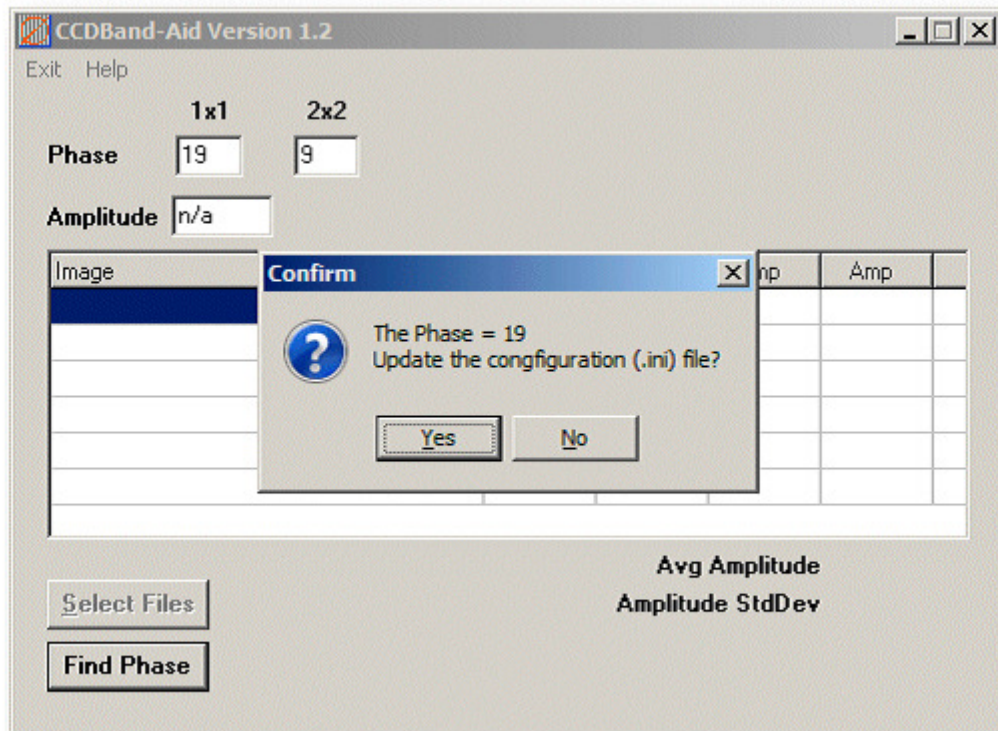 CCDBand-Aid Version 1.2
Exit Help
1x1 2x2
Phase 19 9
Amplitude n/a
Image Amp
Confirm
The Phase = 19
Update the congfiguration (.ini) file?
Yes No
Avg Amplitude
Amplitude StdDev
Select Files
Find Phase